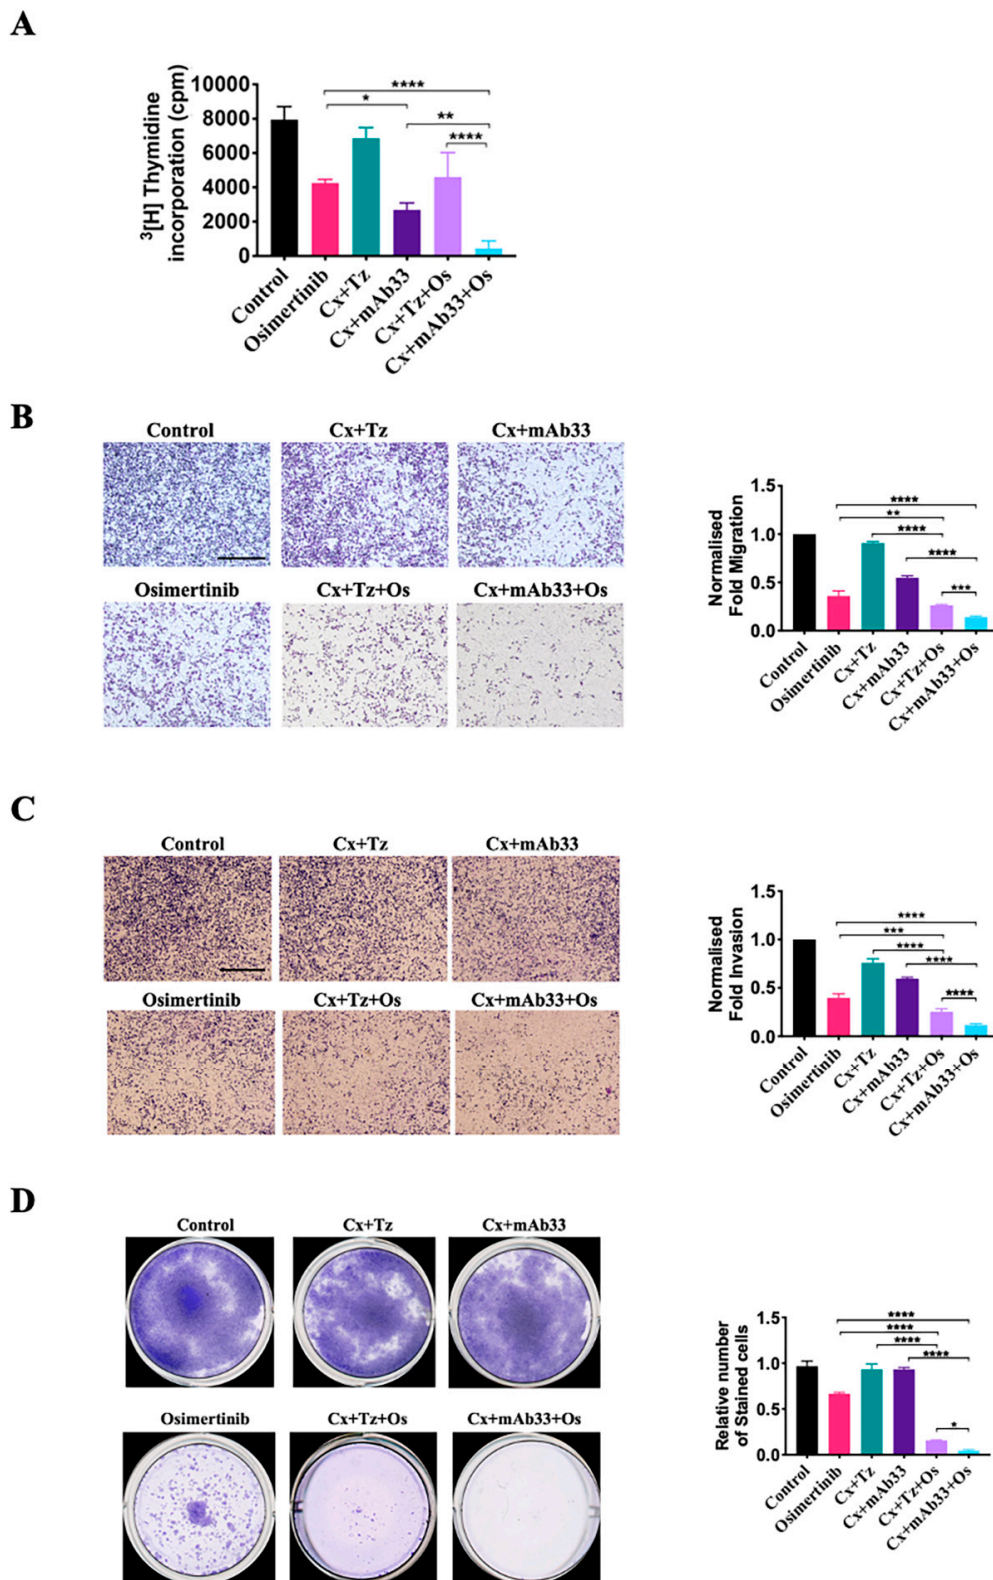 A
³[H] Thymidine
incorporation (cpm)
10000
8000
6000
4000
2000
0
****
*
**
****
Control
Osimertinib
Cx+Tz
Cx+mAb33
Cx+Tz+Os
Cx+mAb33+Os
B
Control
Cx+Tz
Cx+mAb33
Osimertinib
Cx+Tz+Os
Cx+mAb33+Os
Normalised
Fold Migration
1.5
1.0
0.5
0.0
****
**
****
****
***
Control
Osimertinib
Cx+Tz
Cx+mAb33
Cx+Tz+Os
Cx+mAb33+Os
C
Control
Cx+Tz
Cx+mAb33
Osimertinib
Cx+Tz+Os
Cx+mAb33+Os
Normalised
Fold Invasion
1.5
1.0
0.5
0.0
****
***
****
****
****
Control
Osimertinib
Cx+Tz
Cx+mAb33
Cx+Tz+Os
Cx+mAb33+Os
D
Control
Cx+Tz
Cx+mAb33
Osimertinib
Cx+Tz+Os
Cx+mAb33+Os
Relative number
of Stained cells
1.5
1.0
0.5
0.0
****
****
****
****
*
Control
Osimertinib
Cx+Tz
Cx+mAb33
Cx+Tz+Os
Cx+mAb33+Os